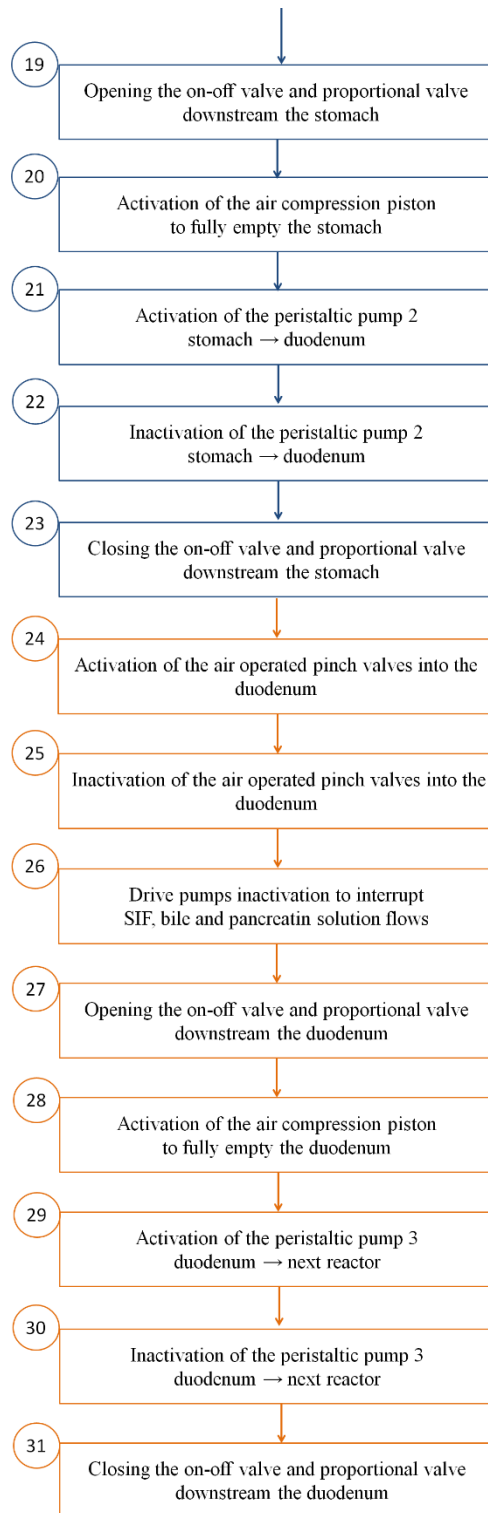 19
Opening the on-off valve and proportional valve
downstream the stomach
20
Activation of the air compression piston
to fully empty the stomach
21
Activation of the peristaltic pump 2
stomach → duodenum
22
Inactivation of the peristaltic pump 2
stomach → duodenum
23
Closing the on-off valve and proportional valve
downstream the stomach
24
Activation of the air operated pinch valves into the
duodenum
25
Inactivation of the air operated pinch valves into the
duodenum
26
Drive pumps inactivation to interrupt
SIF, bile and pancreatin solution flows
27
Opening the on-off valve and proportional valve
downstream the duodenum
28
Activation of the air compression piston
to fully empty the duodenum
29
Activation of the peristaltic pump 3
duodenum → next reactor
30
Inactivation of the peristaltic pump 3
duodenum → next reactor
31
Closing the on-off valve and proportional valve
downstream the duodenum